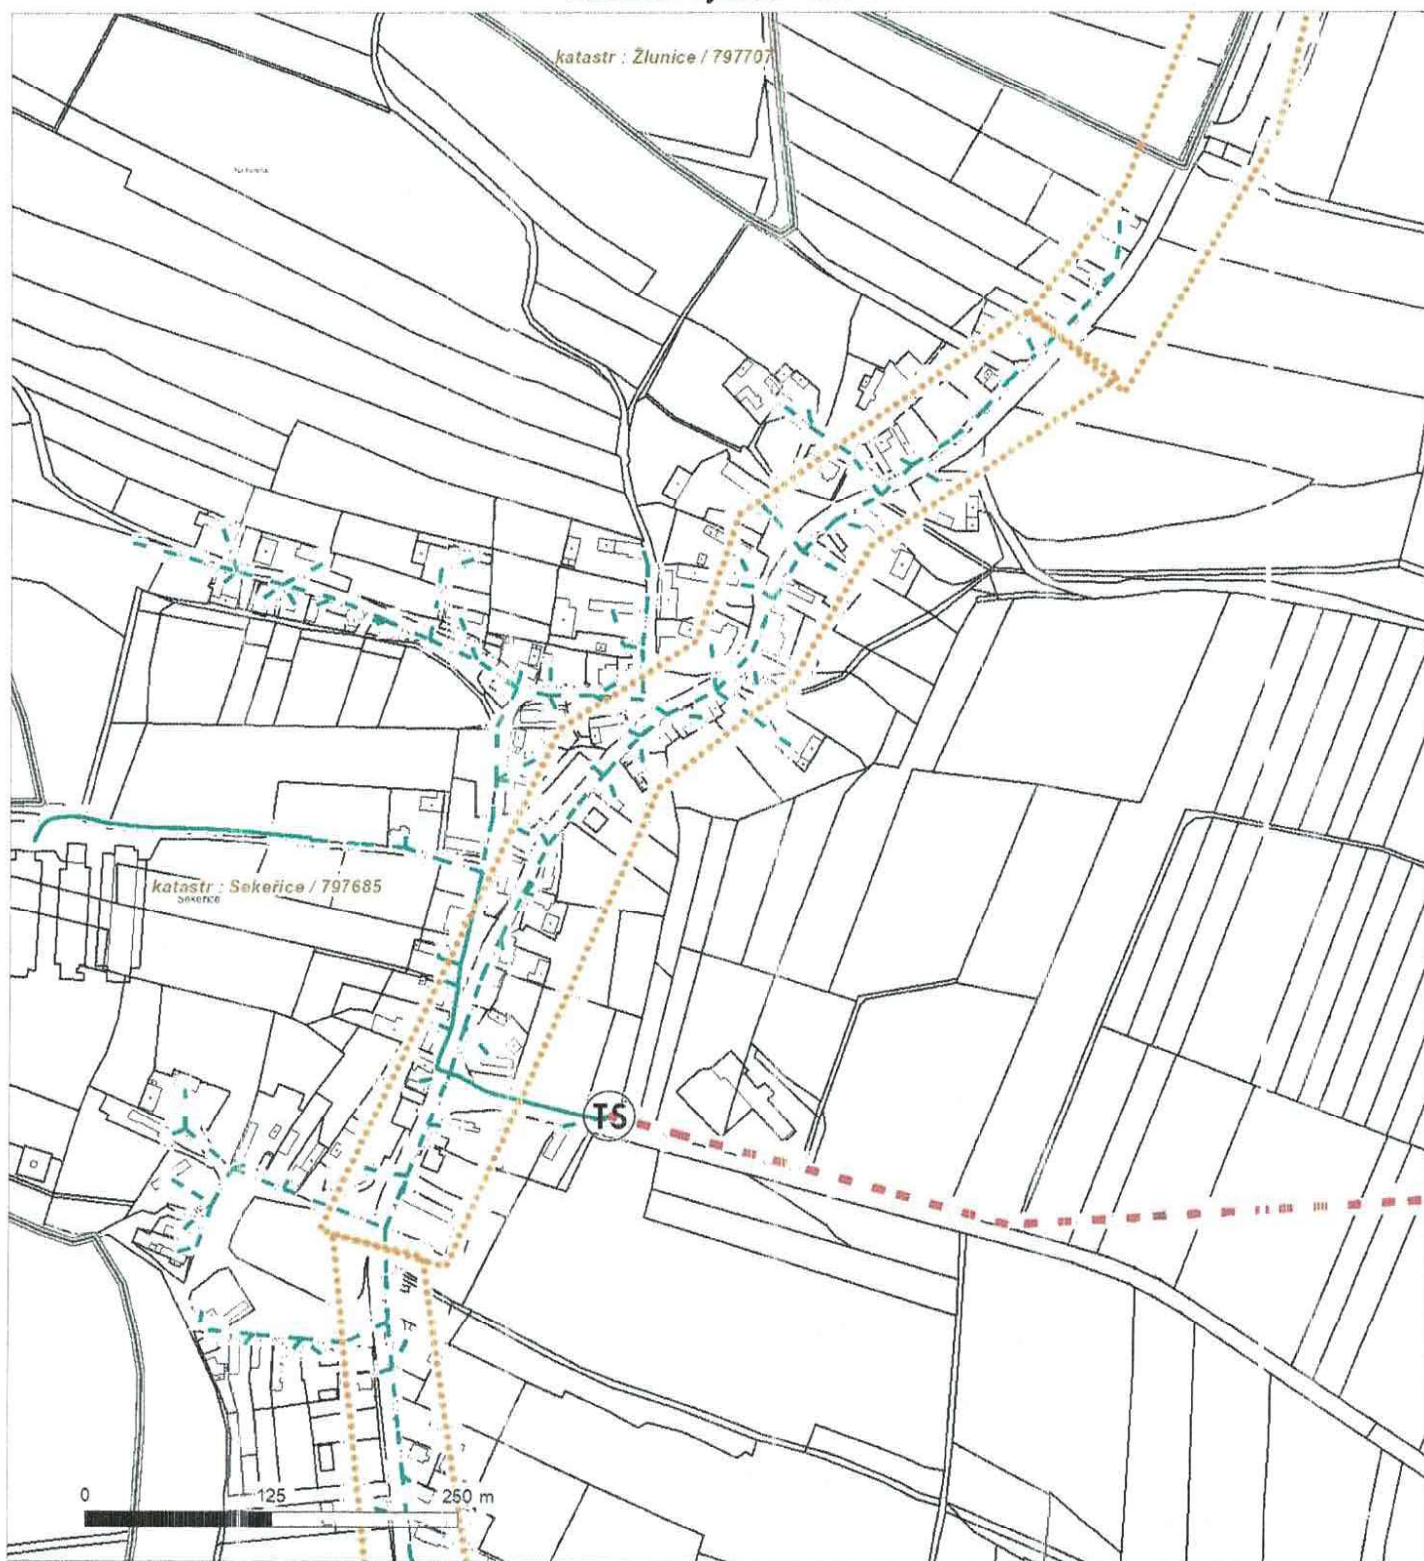 katastr : Žlunice / 797707
katastr : Sekeřice / 797685
Sekeřice
TS
0 125 250 m